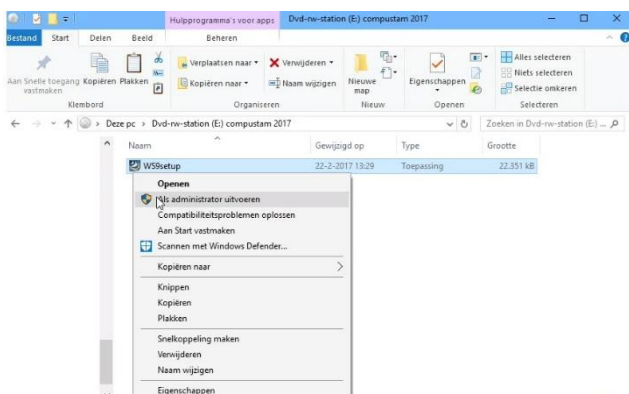 Hulpprogramma's voor apps
Dvd-rw-station (E:) compustam 2017
Bestand Start Delen Beeld Beheren
Aan Snelle toegang vastmaken
Kopiëren Plakken
Verplaatsen naar
Kopiëren naar
Verwijderen
Naam wijzigen
Nieuwe map
Eigenschappen
Alles selecteren
Niets selecteren
Selectie omkeren
Klembord Organiseren Nieuw Openen Selecteren
Deze pc > Dvd-rw-station (E:) compustam 2017
Zoeken in Dvd-rw-station (E:) ...
Naam Gewijzigd op Type Grootte
WS9setup 22-2-2017 13:29 Toepassing 22.351 kB
Openen
Als administrator uitvoeren
Compatibiliteitsproblemen oplossen
Aan Start vastmaken
Scannen met Windows Defender...
Kopiëren naar
Knippen
Kopiëren
Plakken
Snelkoppeling maken
Verwijderen
Naam wijzigen
Eigenschappen